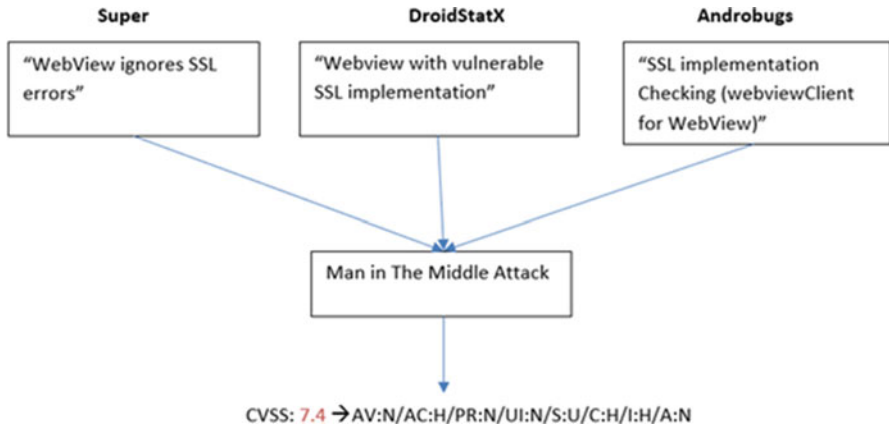 Super
DroidStatX
Androbugs
“WebView ignores SSL
errors”
“Webview with vulnerable
SSL implementation”
“SSL implementation
Checking (webviewClient
for WebView)”
Man in The Middle Attack
CVSS: 7.4 →AV:N/AC:H/PR:N/UI:N/S:U/C:H/I:H/A:N